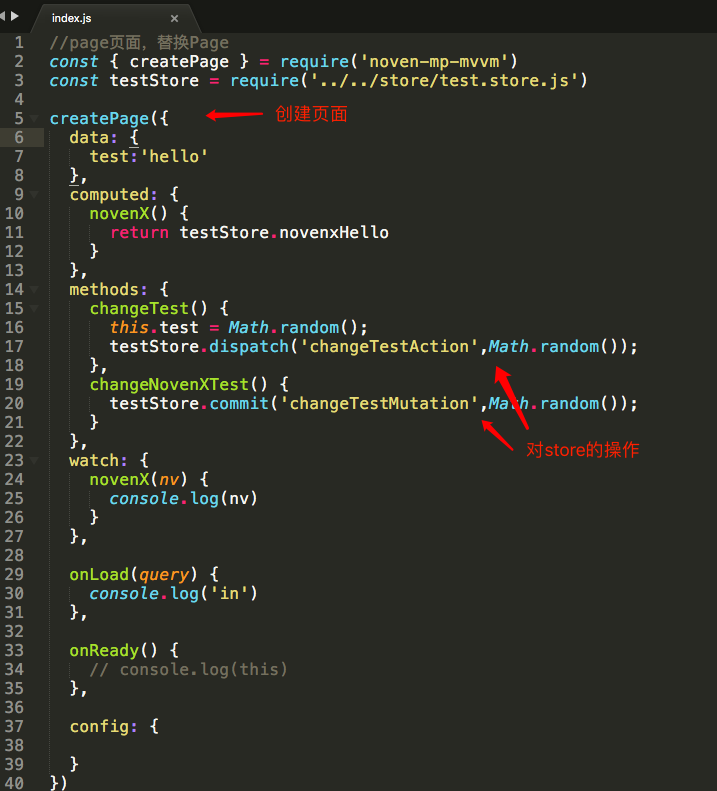 index.js ×
1 //page页面，替换Page
2 const { createPage } = require('noven-mp-mvvm')
3 const testStore = require('../../store/test.store.js')
4
5 createPage({ 创建页面
6 data: {
7 test:'hello'
8 },
9 computed: {
10 novenX() {
11 return testStore.novenxHello
12 }
13 },
14 methods: {
15 changeTest() {
16 this.test = Math.random();
17 testStore.dispatch('changeTestAction',Math.random());
18 },
19 changeNovenXTest() {
20 testStore.commit('changeTestMutation',Math.random());
21 }
22 }, 对store的操作
23 watch: {
24 novenX(nv) {
25 console.log(nv)
26 }
27 },
28
29 onLoad(query) {
30 console.log('in')
31 },
32
33 onReady() {
34 // console.log(this)
35 },
36
37 config: {
38
39 }
40 })